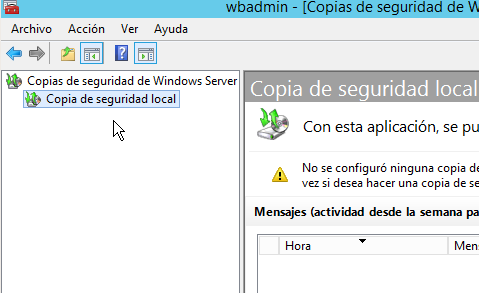 wbadmin - [Copias de seguridad de W
Archivo Acción Ver Ayuda
Copias de seguridad de Windows Server
Copia de seguridad local
Copia de seguridad local
Con esta aplicación, se pu
No se configuró ninguna copia de
vez si desea hacer una copia de se
Mensajes (actividad desde la semana pa
Hora Men